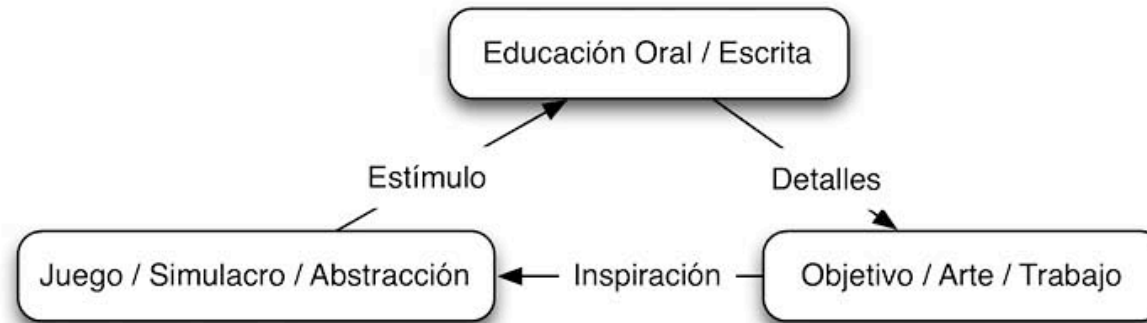 Educación Oral / Escrita
Estímulo
Detalles
Juego / Simulacro / Abstracción
Inspiración
Objetivo / Arte / Trabajo